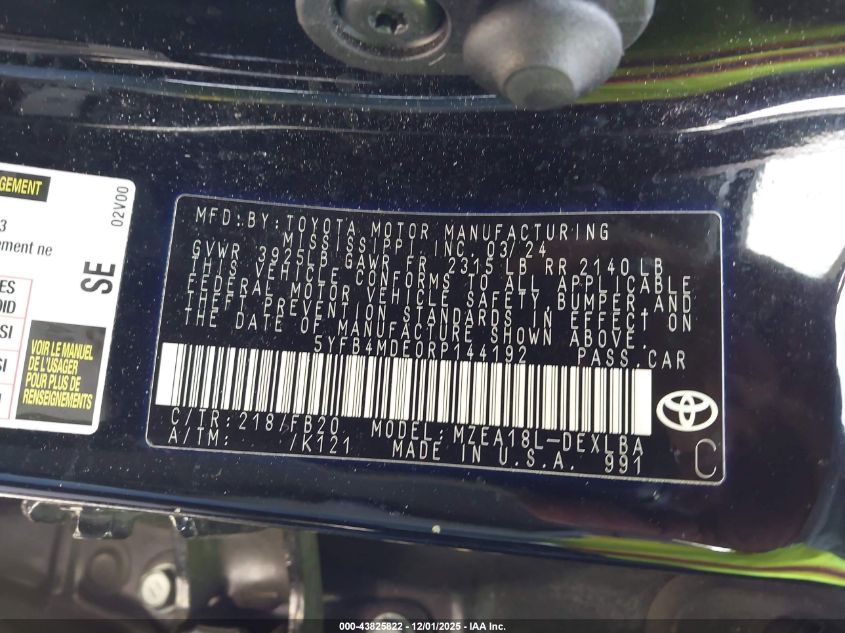 GEMENT
3
ement ne
02V00
SE
ES
OID
SI
SI
VOIR LE MANUEL
DE L'USAGER
POUR PLUS DE
RENSEIGNEMENTS
MFD. BY: TOYOTA MOTOR MANUFACTURING
MISSISSIPPI, INC. 03/24
GVWR 3925LB GAWR FR 2315 LB RR 2140 LB
THIS VEHICLE CONFORMS TO ALL APPLICABLE
FEDERAL MOTOR VEHICLE SAFETY, BUMPER, AND
THEFT PREVENTION STANDARDS IN EFFECT ON
THE DATE OF MANUFACTURE SHOWN ABOVE.
5YFB4MDE0RP144192 PASS.CAR
C/TR: 218/FB20 MODEL: MZEA18L-DEXLBA
A/TM: /K121 MADE IN U.S.A. 991
C
000-43825822 - 12/01/2025 - IAA Inc.